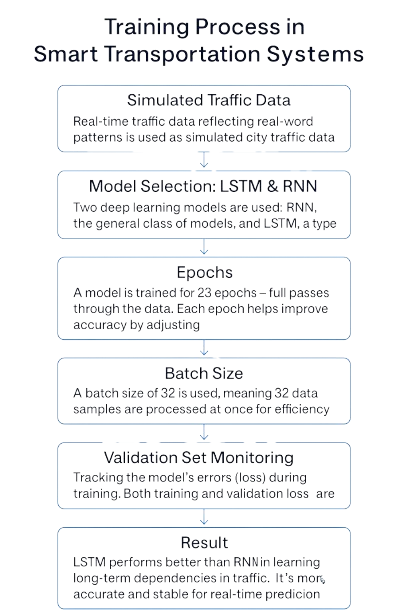 Training Process in
Smart Transportation Systems
Simulated Traffic Data
Real-time traffic data reflecting real-word
patterns is used as simulated city traffic data
Model Selection: LSTM & RNN
Two deep learning models are used: RNN,
the general class of models, and LSTM, a type
Epochs
A model is trained for 23 epochs – full passes
through the data. Each epoch helps improve
accuracy by adjusting
Batch Size
A batch size of 32 is used, meaning 32 data
samples are processed at once for efficiency
Validation Set Monitoring
Tracking the model's errors (loss) during
training. Both training and validation loss are
Result
LSTM performs better than RNN in learning
long-term dependencies in traffic. It's more
accurate and stable for real-time predicion